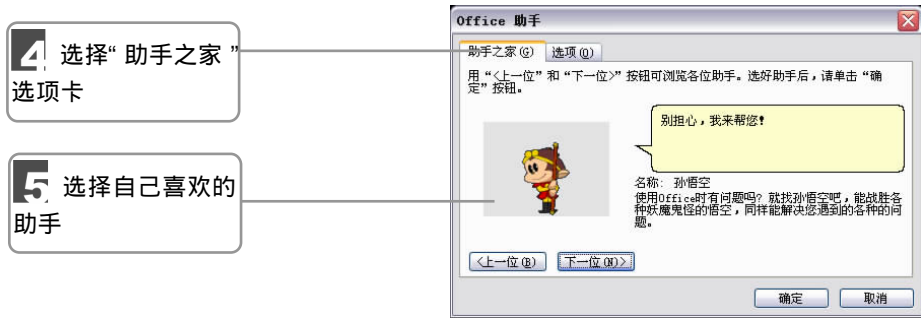 4 选择“助手之家”
选项卡
5 选择自己喜欢的
助手
Office 助手
助手之家(G) 选项(O)
用“<上一位”和“下一位>”按钮可浏览各位助手。选好助手后，请单击“确
定”按钮。
别担心，我来帮您！
名称： 孙悟空
使用Office时有问题吗？就找孙悟空吧，能战胜各
种妖魔鬼怪的悟空，同样能解决您遇到的各种的问
题。
<上一位(B) 下一位(N)>
确定 取消